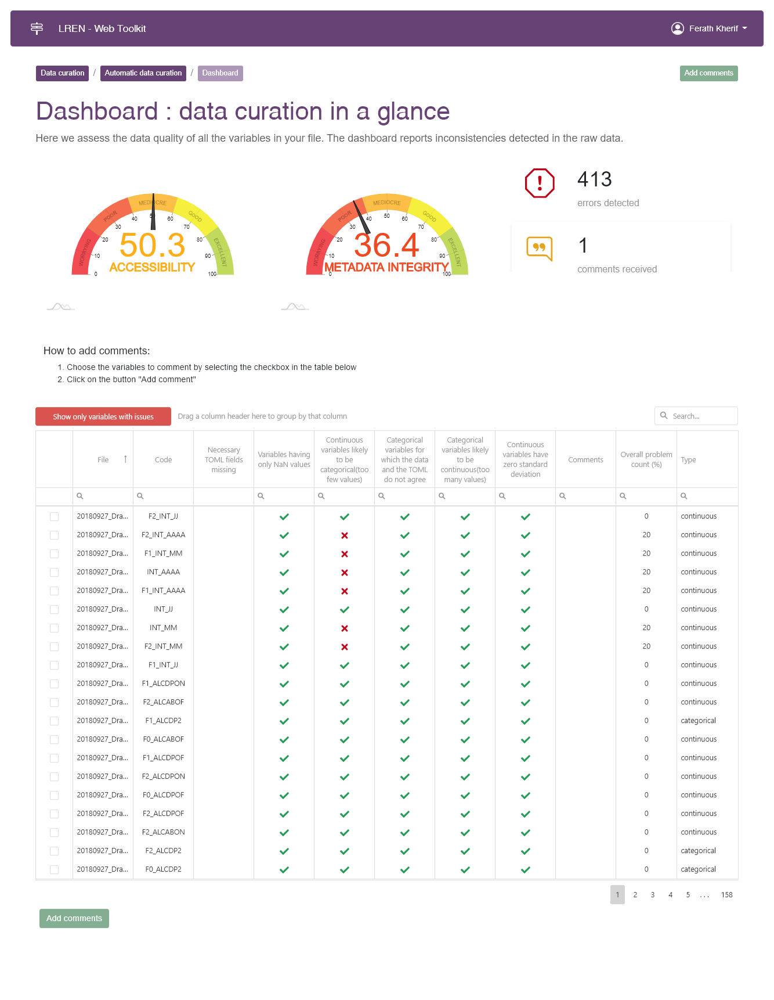 LREN - Web Toolkit
Ferath Kherif
Data curation / Automatic data curation / Dashboard
Add comments
Dashboard : data curation in a glance
Here we assess the data quality of all the variables in your file. The dashboard reports inconsistencies detected in the raw data.
WORRYING POOR MEDIOCRE GOOD EXCELLENT
0 10 20 30 40 5 60 70 80 90 100
50.3
ACCESSIBILITY
WORRYING POOR MEDIOCRE GOOD EXCELLENT
0 10 20 30 40 50 60 70 80 90 100
36.4
METADATA INTEGRITY
413
errors detected
1
comments received
How to add comments:
1. Choose the variables to comment by selecting the checkbox in the table below
2. Click on the button "Add comment"
Show only variables with issues
Drag a column header here to group by that column
Search...
File
Code
Necessary TOML fields missing
Variables having only NaN values
Continuous variables likely to be categorical(too few values)
Categorical variables for which the data and the TOML do not agree
Categorical variables likely to be continuous(too many values)
Continuous variables have zero standard deviation
Comments
Overall problem count (%)
Type
20180927_Dra... F2_INT_JJ 0 continuous
20180927_Dra... F2_INT_AAAA 20 continuous
20180927_Dra... F1_INT_MM 20 continuous
20180927_Dra... INT_AAAA 20 continuous
20180927_Dra... F1_INT_AAAA 20 continuous
20180927_Dra... INT_JJ 0 continuous
20180927_Dra... INT_MM 20 continuous
20180927_Dra... F2_INT_MM 20 continuous
20180927_Dra... F1_INT_JJ 0 continuous
20180927_Dra... F1_ALCDPON 0 continuous
20180927_Dra... F2_ALCABOF 0 continuous
20180927_Dra... F1_ALCDP2 0 categorical
20180927_Dra... F0_ALCABOF 0 continuous
20180927_Dra... F1_ALCDPOF 0 continuous
20180927_Dra... F2_ALCDPON 0 continuous
20180927_Dra... F0_ALCDPOF 0 continuous
20180927_Dra... F2_ALCDPOF 0 continuous
20180927_Dra... F2_ALCABON 0 continuous
20180927_Dra... F2_ALCDP2 0 categorical
20180927_Dra... F0_ALCDP2 0 categorical
1 2 3 4 5 ... 158
Add comments